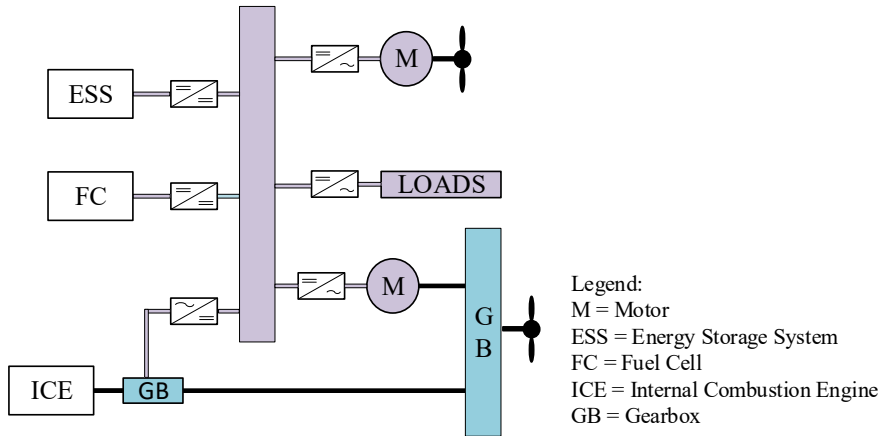 M
ESS
FC
LOADS
M
G
B
ICE
GB
Legend:
M = Motor
ESS = Energy Storage System
FC = Fuel Cell
ICE = Internal Combustion Engine
GB = Gearbox